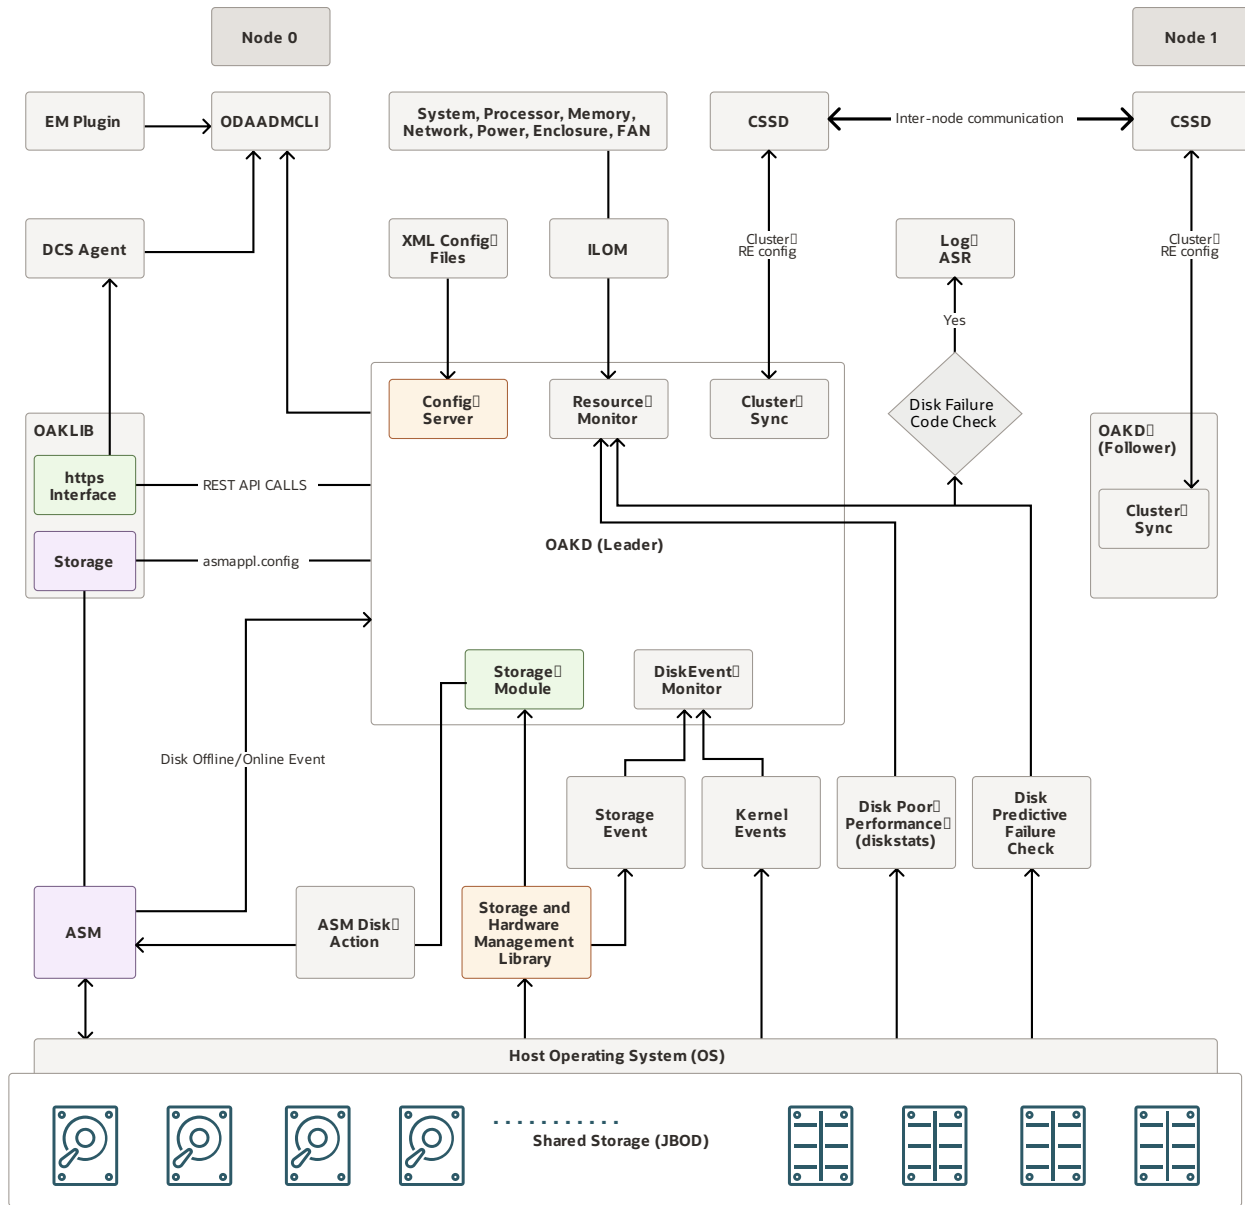 Node 0
Node 1
EM Plugin
ODAADMCLI
System, Processor, Memory,
Network, Power, Enclosure, FAN
CSSD
Inter-node communication
CSSD
DCS Agent
XML Config
Files
ILOM
Cluster
RE config
Log
ASR
Cluster
RE config
Yes
Config
Server
Resource
Monitor
Cluster
Sync
Disk Failure
Code Check
OAKLIB
OAKD
(Follower)
https
Interface
REST API CALLS
Cluster
Sync
OAKD (Leader)
Storage
asmappl.config
Storage
Module
DiskEvent
Monitor
Disk Offline/Online Event
Storage
Event
Kernel
Events
Disk Poor
Performance
(diskstats)
Disk
Predictive
Failure
Check
ASM
ASM Disk
Action
Storage and
Hardware
Management
Library
Host Operating System (OS)
Shared Storage (JBOD)